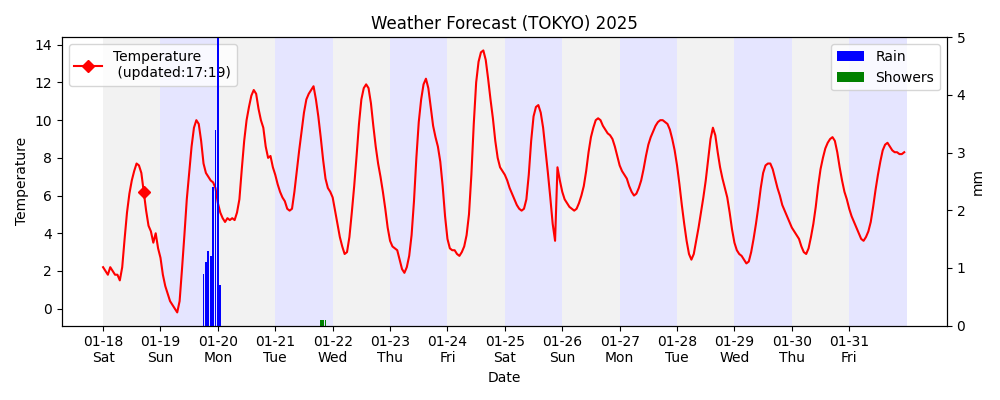 Weather Forecast (TOKYO) 2025
Temperature
(updated:17:19)
Rain
Showers
14
12
10
8
6
4
2
0
Temperature
5
4
3
2
1
0
mm
01-18 01-19 01-20 01-21 01-22 01-23 01-24 01-25 01-26 01-27 01-28 01-29 01-30 01-31
Sat Sun Mon Tue Wed Thu Fri Sat Sun Mon Tue Wed Thu Fri
Date